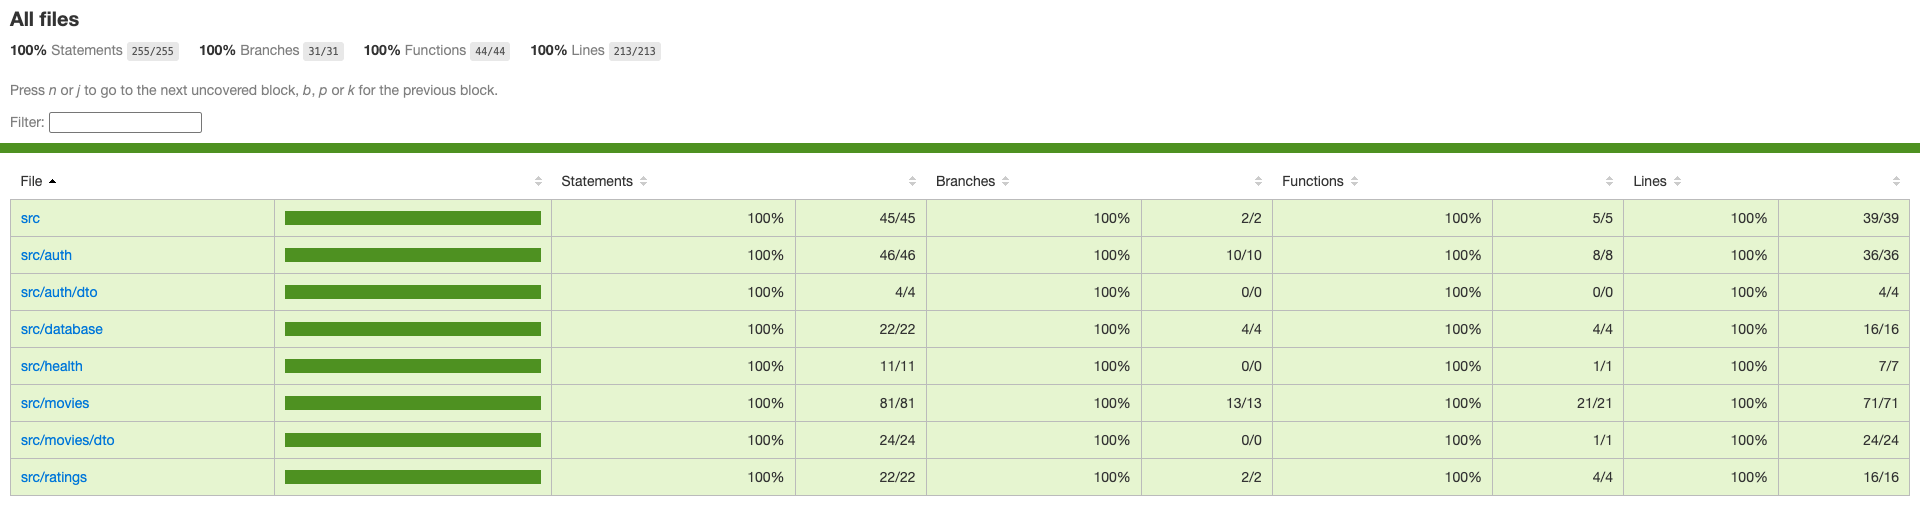 All files
100% Statements 255/255 100% Branches 31/31 100% Functions 44/44 100% Lines 213/213
Press n or j to go to the next uncovered block, b, p or k for the previous block.
Filter:
File Statements Branches Functions Lines
src 100% 45/45 100% 2/2 100% 5/5 100% 39/39
src/auth 100% 46/46 100% 10/10 100% 8/8 100% 36/36
src/auth/dto 100% 4/4 100% 0/0 100% 0/0 100% 4/4
src/database 100% 22/22 100% 4/4 100% 4/4 100% 16/16
src/health 100% 11/11 100% 0/0 100% 1/1 100% 7/7
src/movies 100% 81/81 100% 13/13 100% 21/21 100% 71/71
src/movies/dto 100% 24/24 100% 0/0 100% 1/1 100% 24/24
src/ratings 100% 22/22 100% 2/2 100% 4/4 100% 16/16